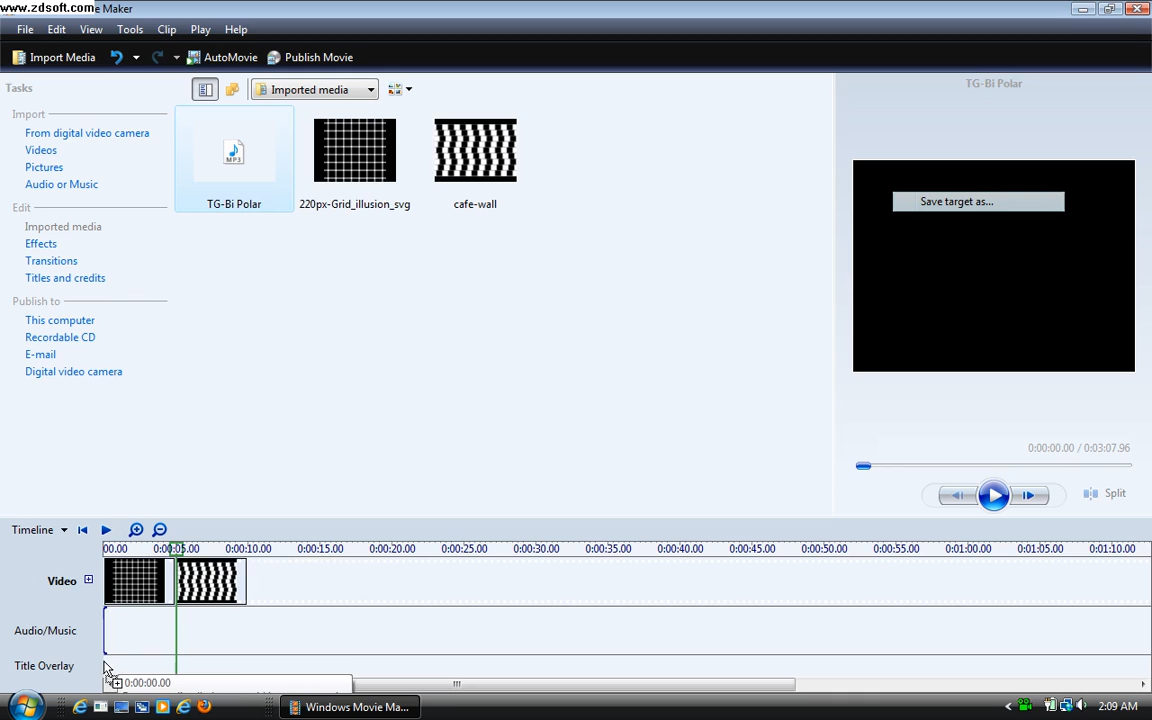 www.zdsoft.com
e Maker
File Edit View Tools Clip Play Help
Import Media AutoMovie Publish Movie
Tasks
Imported media
TG-Bi Polar
Import
From digital video camera
Videos
Pictures
Audio or Music
MP3
TG-Bi Polar 220px-Grid_illusion_svg cafe-wall
Save target as...
Edit
Imported media
Effects
Transitions
Titles and credits
Publish to
This computer
Recordable CD
E-mail
Digital video camera
0:00:00.00 / 0:03:07.96
Split
Timeline
00.00 0:00:05.00 0:00:10.00 0:00:15.00 0:00:20.00 0:00:25.00 0:00:30.00 0:00:35.00 0:00:40.00 0:00:45.00 0:00:50.00 0:00:55.00 0:01:00.00 0:01:05.00 0:01:10.00
Video
Audio/Music
Title Overlay
0:00:00.00
Windows Movie Ma...
2:09 AM